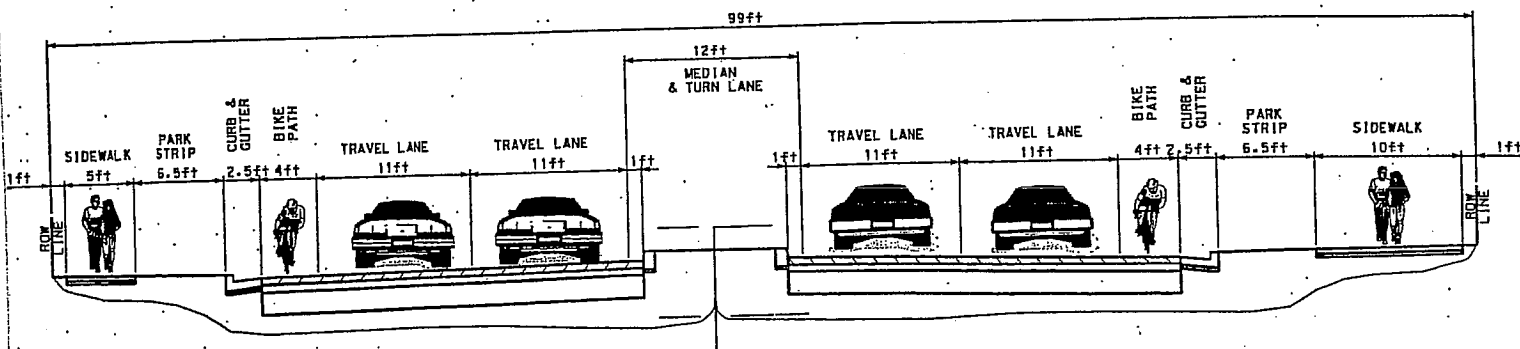 99ft
12ft
MEDIAN
& TURN LANE
CURB &
GUTTER
BIKE
PATH
BIKE
PATH
CURB &
GUTTER
SIDEWALK
PARK
STRIP
TRAVEL LANE
TRAVEL LANE
TRAVEL LANE
TRAVEL LANE
PARK
STRIP
SIDEWALK
1ft
5ft
6.5ft
2.5ft
4ft
11ft
11ft
1ft
1ft
11ft
11ft
4ft
2.5ft
6.5ft
10ft
1ft
ROW
LINE
ROW
LINE